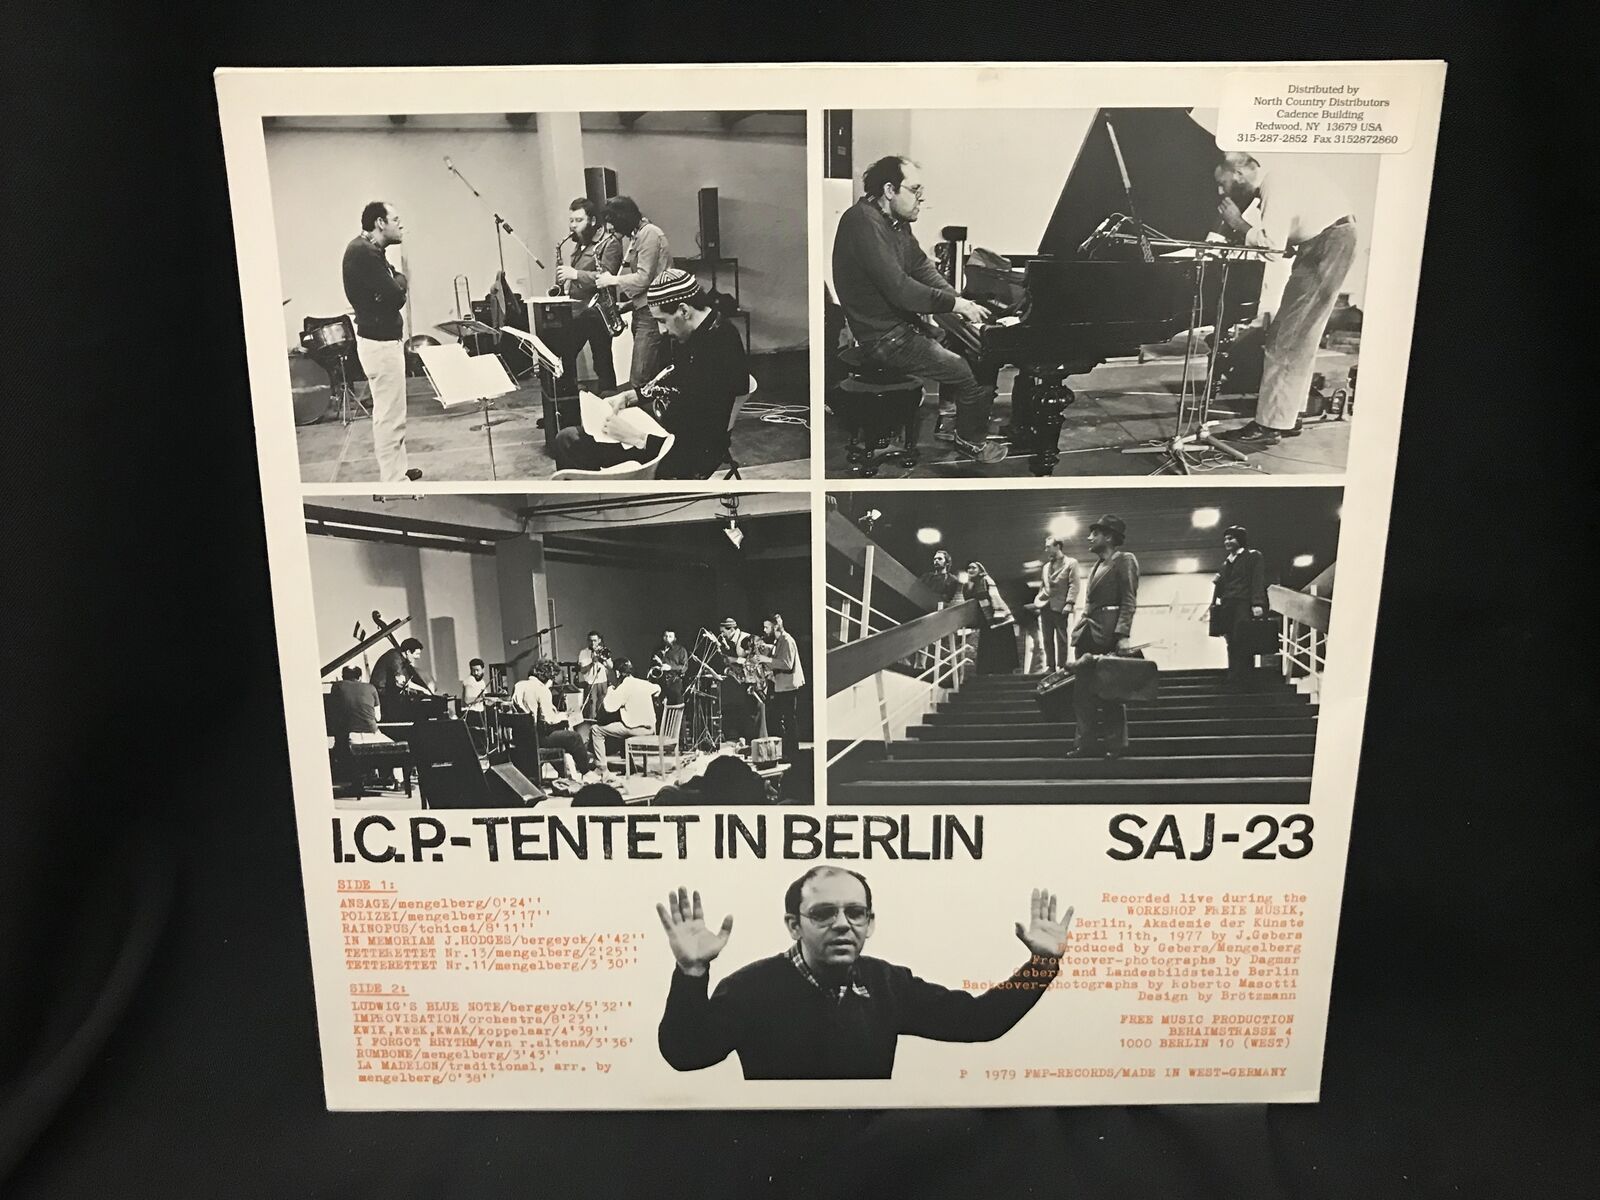 Distributed by
North Country Distributors
Cadence Building
Redwood, NY 13679 USA
315-287-2852 Fax 3152872860
I.C.P.-TENTET IN BERLIN
SAJ-23
SIDE 1:
ANSAGE/mengelberg/0'24''
POLIZEI/mengelberg/3'17''
RAINOPUS/tchicai/8'11''
IN MEMORIAM J.HODGES/bergeyck/4'42''
TETTERETTET Nr.13/mengelberg/2'25''
TETTERETTET Nr.11/mengelberg/3'30''
SIDE 2:
LUDWIG'S BLUE NOTE/bergeyck/5'32''
IMPROVISATION/orchestra/8'23''
KWIK,KWEK,KWAK/koppelaar/4'39''
I FORGOT RHYTHM/van r.altena/3'36'
RUMBONE/mengelberg/3'43''
LA MADELON/traditional, arr. by
mengelberg/0'38''
Recorded live during the
WORKSHOP FREIE MUSIK,
Berlin, Akademie der Künste
April 11th, 1977 by J.Gebers
Produced by Gebers/Mengelberg
Frontcover-photographs by Dagmar
Gebers and Landesbildstelle Berlin
Backcover-photographs by Roberto Masotti
Design by Brötzmann
FREE MUSIC PRODUCTION
BEHAIMSTRASSE 4
1000 BERLIN 10 (WEST)
P 1979 FMP-RECORDS/MADE IN WEST-GERMANY